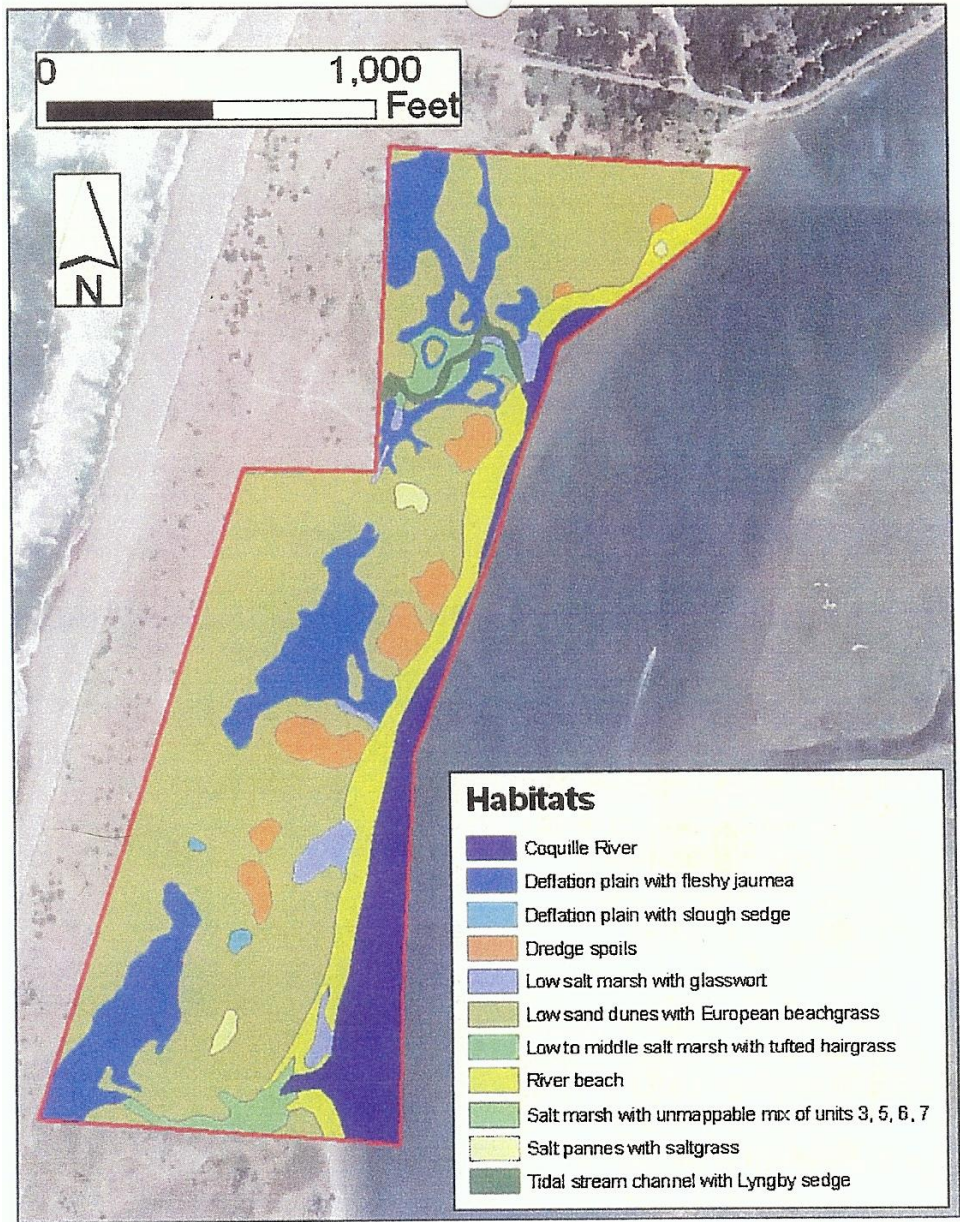 0 1,000
Feet
N
Habitats
Coquille River
Deflation plain with fleshy jaumea
Deflation plain with slough sedge
Dredge spoils
Low salt marsh with glasswort
Low sand dunes with European beachgrass
Low to middle salt marsh with tufted hairgrass
River beach
Salt marsh with unmappable mix of units 3, 5, 6, 7
Salt pannes with saltgrass
Tidal stream channel with Lyngby sedge